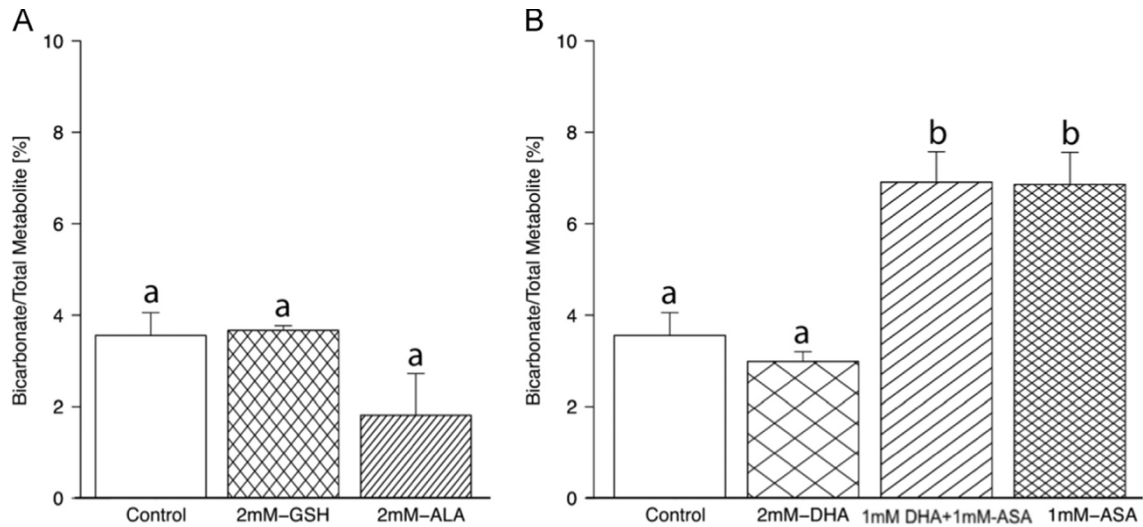 A
Bicarbonate/Total Metabolite [%]
10
8
6
4
2
0
a
a
a
Control
2mM–GSH
2mM–ALA
B
Bicarbonate/Total Metabolite [%]
10
8
6
4
2
0
a
a
b
b
Control
2mM–DHA
1mM DHA+1mM–ASA
1mM–ASA